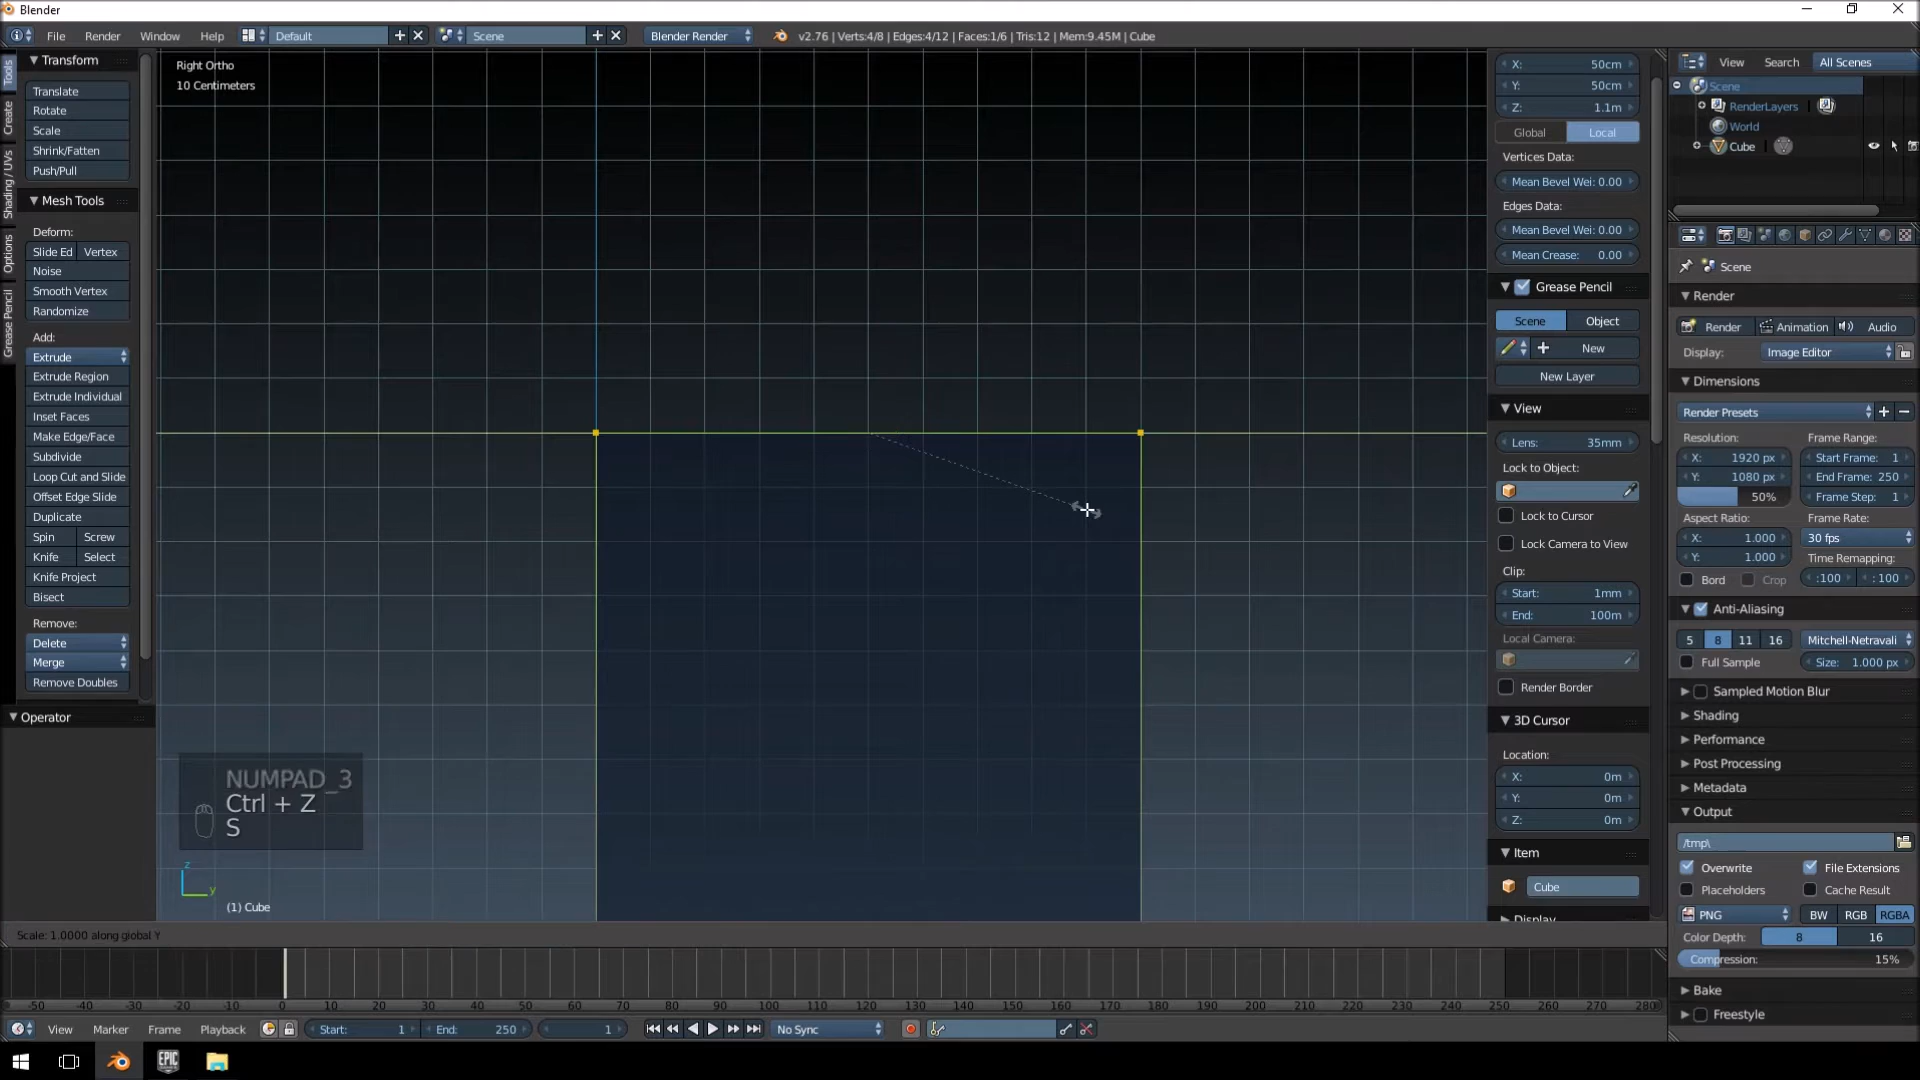 Blender
File Render Window Help Default Scene Blender Render v2.76 | Verts:4/8 | Edges:4/12 | Faces:1/6 | Tris:12 | Mem:9.45M | Cube
Tools
Create
Shading / UVs
Options
Grease Pencil
Transform
Translate
Rotate
Scale
Shrink/Fatten
Push/Pull
Mesh Tools
Deform:
Slide Ed Vertex
Noise
Smooth Vertex
Randomize
Add:
Extrude
Extrude Region
Extrude Individual
Inset Faces
Make Edge/Face
Subdivide
Loop Cut and Slide
Offset Edge Slide
Duplicate
Spin Screw
Knife Select
Knife Project
Bisect
Remove:
Delete
Merge
Remove Doubles
Operator
Right Ortho
10 Centimeters
NUMPAD_3
Ctrl + Z
S
z
y
(1) Cube
Scale: 1.0000 along global Y
X: 50cm
Y: 50cm
Z: 1.1m
Global Local
Vertices Data:
Mean Bevel Wei: 0.00
Edges Data:
Mean Bevel Wei: 0.00
Mean Crease: 0.00
Grease Pencil
Scene Object
New
New Layer
View
Lens: 35mm
Lock to Object:
Lock to Cursor
Lock Camera to View
Clip:
Start: 1mm
End: 100m
Local Camera:
Render Border
3D Cursor
Location:
X: 0m
Y: 0m
Z: 0m
Item
Cube
Display
View Search All Scenes
Scene
RenderLayers
World
Cube
Scene
Render
Render Animation Audio
Display: Image Editor
Dimensions
Render Presets
Resolution: Frame Range:
X: 1920 px Start Frame: 1
Y: 1080 px End Frame: 250
50% Frame Step: 1
Aspect Ratio: Frame Rate:
X: 1.000 30 fps
Y: 1.000 Time Remapping:
Bord Crop :100 :100
Anti-Aliasing
5 8 11 16 Mitchell-Netravali
Full Sample Size: 1.000 px
Sampled Motion Blur
Shading
Performance
Post Processing
Metadata
Output
/tmp\
Overwrite File Extensions
Placeholders Cache Result
PNG BW RGB RGBA
Color Depth: 8 16
Compression: 15%
Bake
Freestyle
-50 -40 -30 -20 -10 0 10 20 30 40 50 60 70 80 90 100 110 120 130 140 150 160 170 180 190 200 210 220 230 240 250 260 270 280
View Marker Frame Playback Start: 1 End: 250 1 No Sync
EPIC